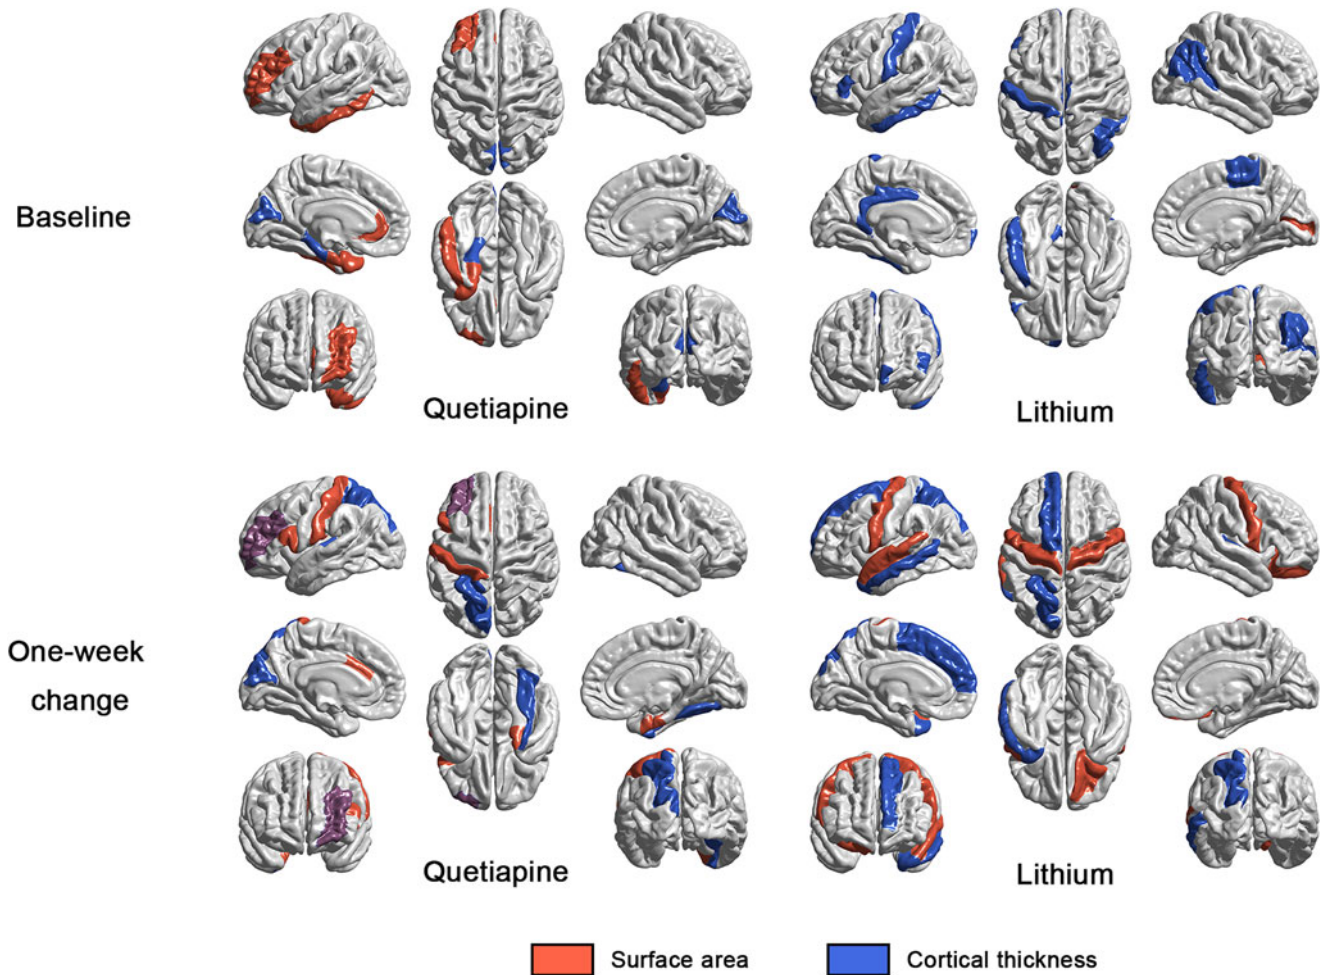 Baseline
Quetiapine
Lithium
One-week
change
Quetiapine
Lithium
Surface area
Cortical thickness